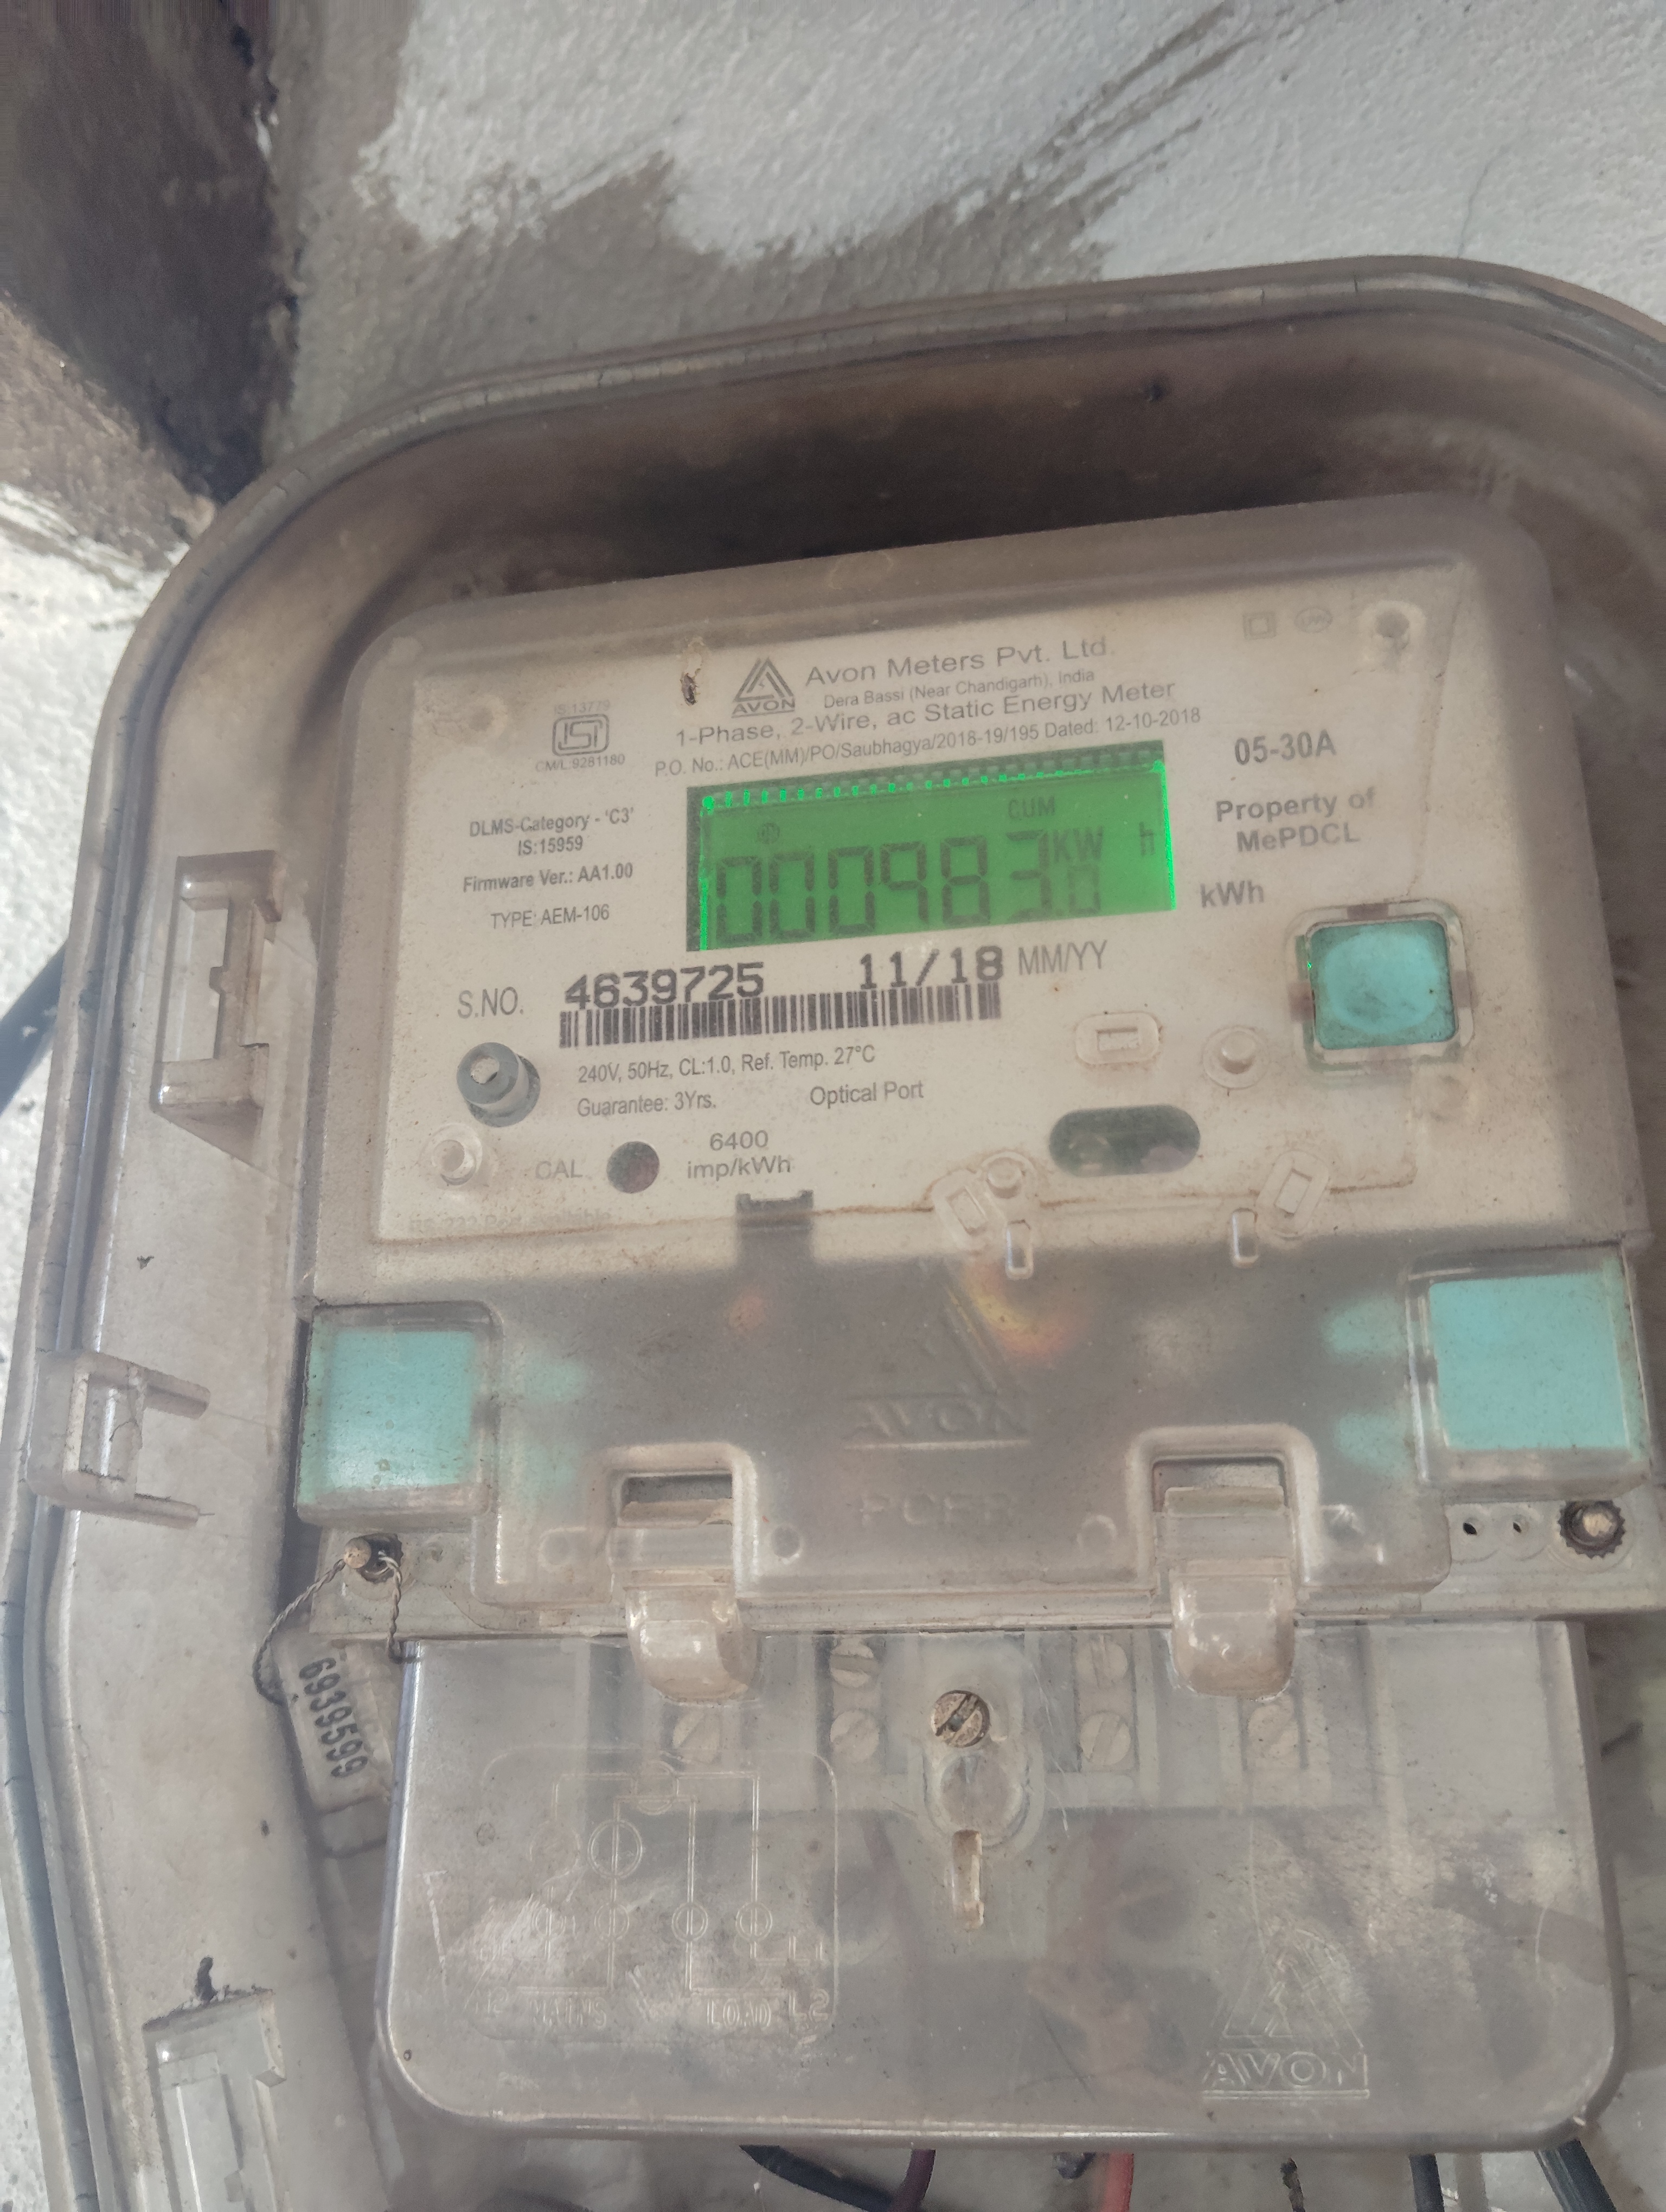 Avon Meters Pvt. Ltd.
AVON
Dera Bassi (Near Chandigarh), India
1-Phase, 2-Wire, ac Static Energy Meter
P.O. No.: ACE(MM)/PO/Saubhagya/2018-19/195 Dated: 12-10-2018
IS:13779
ISI
CM/L:9281180
05-30A
DLMS-Category - 'C3'
IS:15959
Firmware Ver.: AA1.00
TYPE: AEM-106
CUM
000983.0 KW h
Property of
MePDCL
kWh
S.NO. 4639725 11/18 MM/YY
240V, 50Hz, CL:1.0, Ref. Temp. 27°C
Guarantee: 3Yrs.
Optical Port
CAL
6400
imp/kWh
AVON
6939599
MAINS
LOAD
L2
AVON